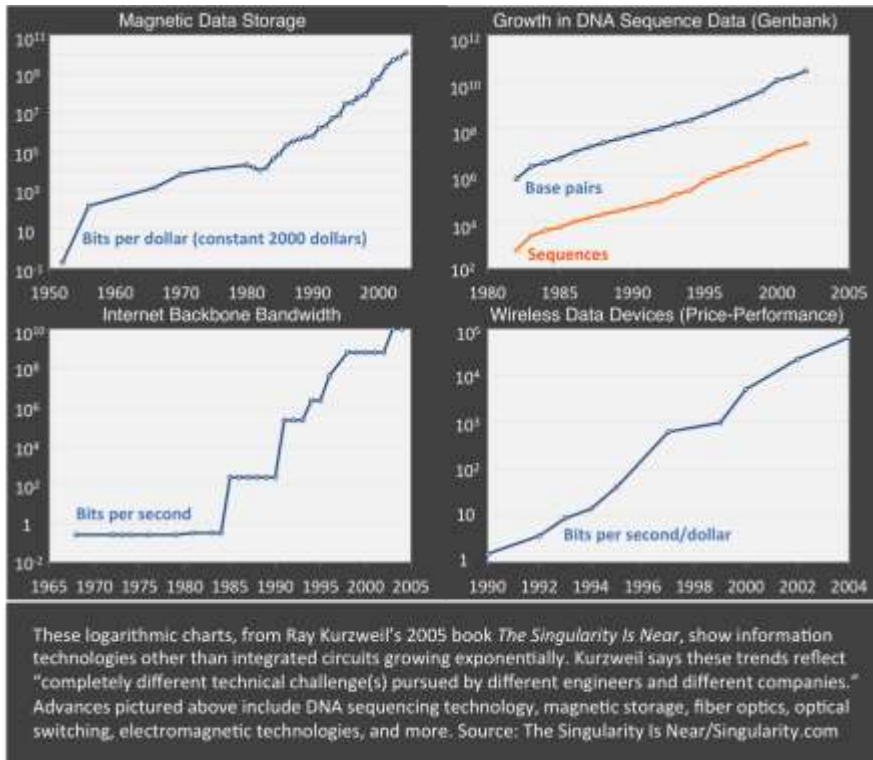 Magnetic Data Storage
10¹¹
10⁹
10⁷
10⁵
10³
10
10⁻¹
1950 1960 1970 1980 1990 2000
Bits per dollar (constant 2000 dollars)
Growth in DNA Sequence Data (Genbank)
10¹²
10¹⁰
10⁸
10⁶
10⁴
10²
1980 1985 1990 1995 2000 2005
Base pairs
Sequences
Internet Backbone Bandwidth
10¹⁰
10⁸
10⁶
10⁴
10²
1
10⁻²
1965 1970 1975 1980 1985 1990 1995 2000 2005
Bits per second
Wireless Data Devices (Price-Performance)
10⁵
10⁴
10³
10²
10
1
1990 1992 1994 1996 1998 2000 2002 2004
Bits per second/dollar
These logarithmic charts, from Ray Kurzweil's 2005 book The Singularity Is Near, show information
technologies other than integrated circuits growing exponentially. Kurzweil says these trends reflect
“completely different technical challenge(s) pursued by different engineers and different companies.”
Advances pictured above include DNA sequencing technology, magnetic storage, fiber optics, optical
switching, electromagnetic technologies, and more. Source: The Singularity Is Near/Singularity.com